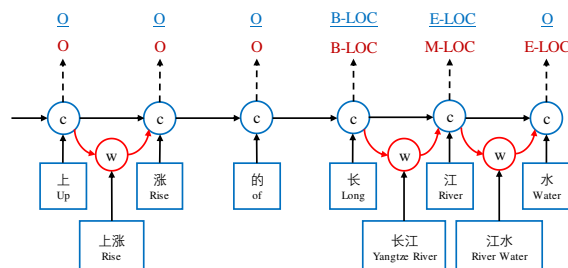 O O O B-LOC E-LOC O
O O O B-LOC M-LOC E-LOC
c c c c c c
w w w
上 涨 的 长 江 水
Up Rise of Long River Water
上涨 长江 江水
Rise Yangtze River River Water